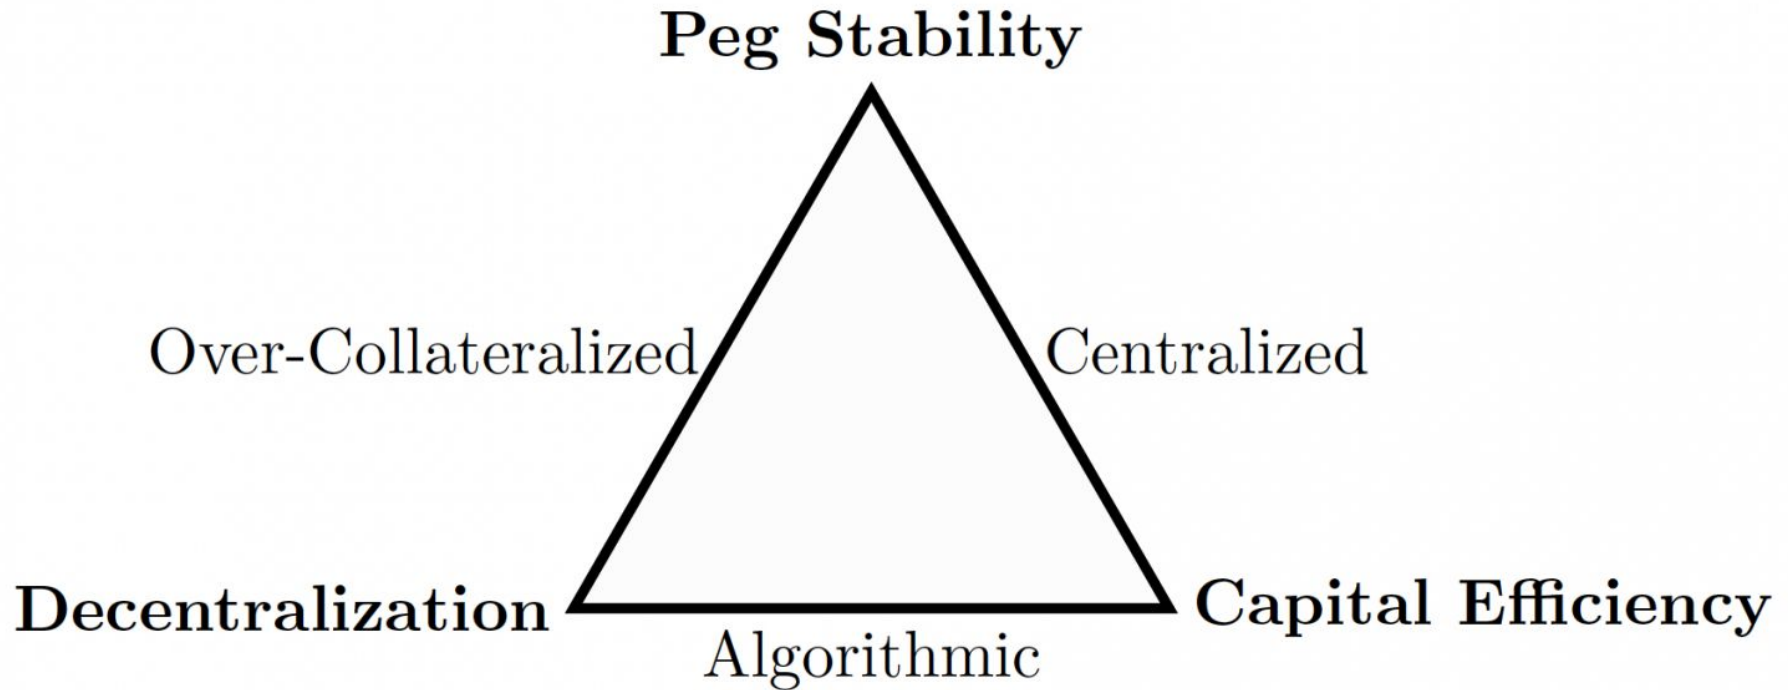 Peg Stability
Over-Collateralized
Centralized
Decentralization
Capital Efficiency
Algorithmic